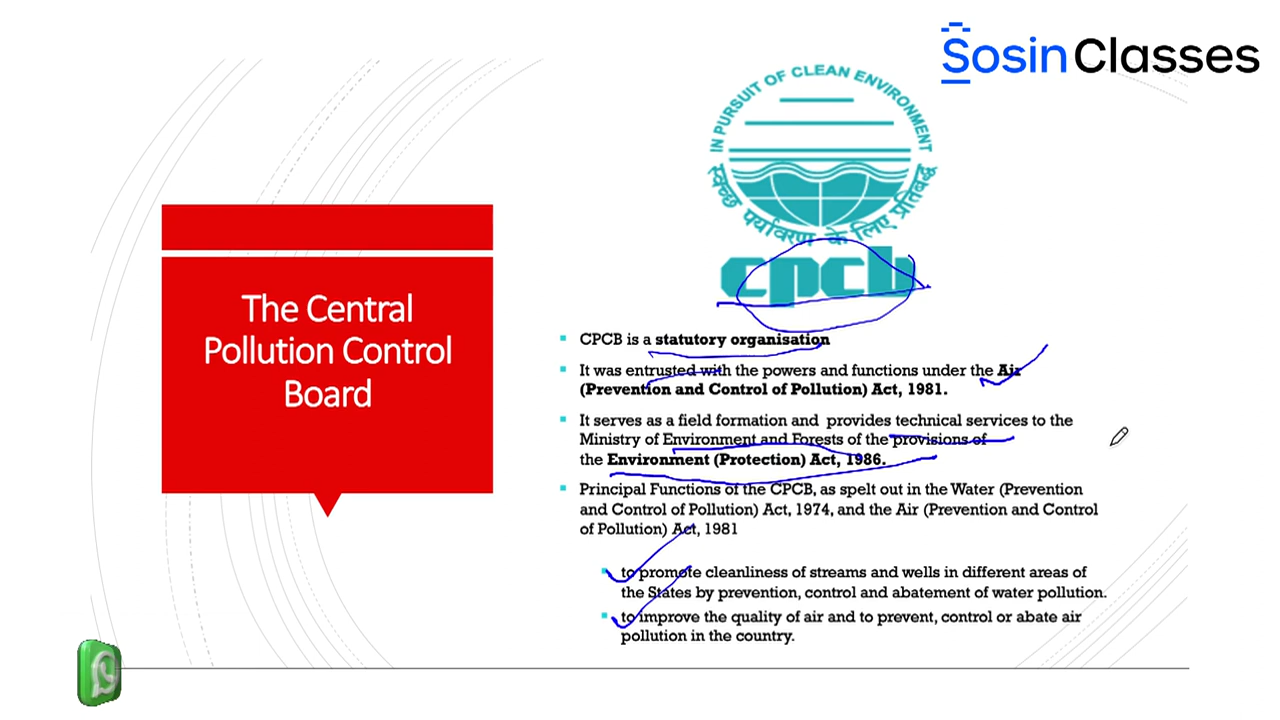 Sosin Classes
IN PURSUIT OF CLEAN ENVIRONMENT
स्वच्छ पर्यावरण के लिए प्रतिबद्ध
cpcb
The Central
Pollution Control
Board
CPCB is a statutory organisation
It was entrusted with the powers and functions under the Air
(Prevention and Control of Pollution) Act, 1981.
It serves as a field formation and provides technical services to the
Ministry of Environment and Forests of the provisions of
the Environment (Protection) Act, 1986.
Principal Functions of the CPCB, as spelt out in the Water (Prevention
and Control of Pollution) Act, 1974, and the Air (Prevention and Control
of Pollution) Act, 1981
to promote cleanliness of streams and wells in different areas of
the States by prevention, control and abatement of water pollution.
to improve the quality of air and to prevent, control or abate air
pollution in the country.